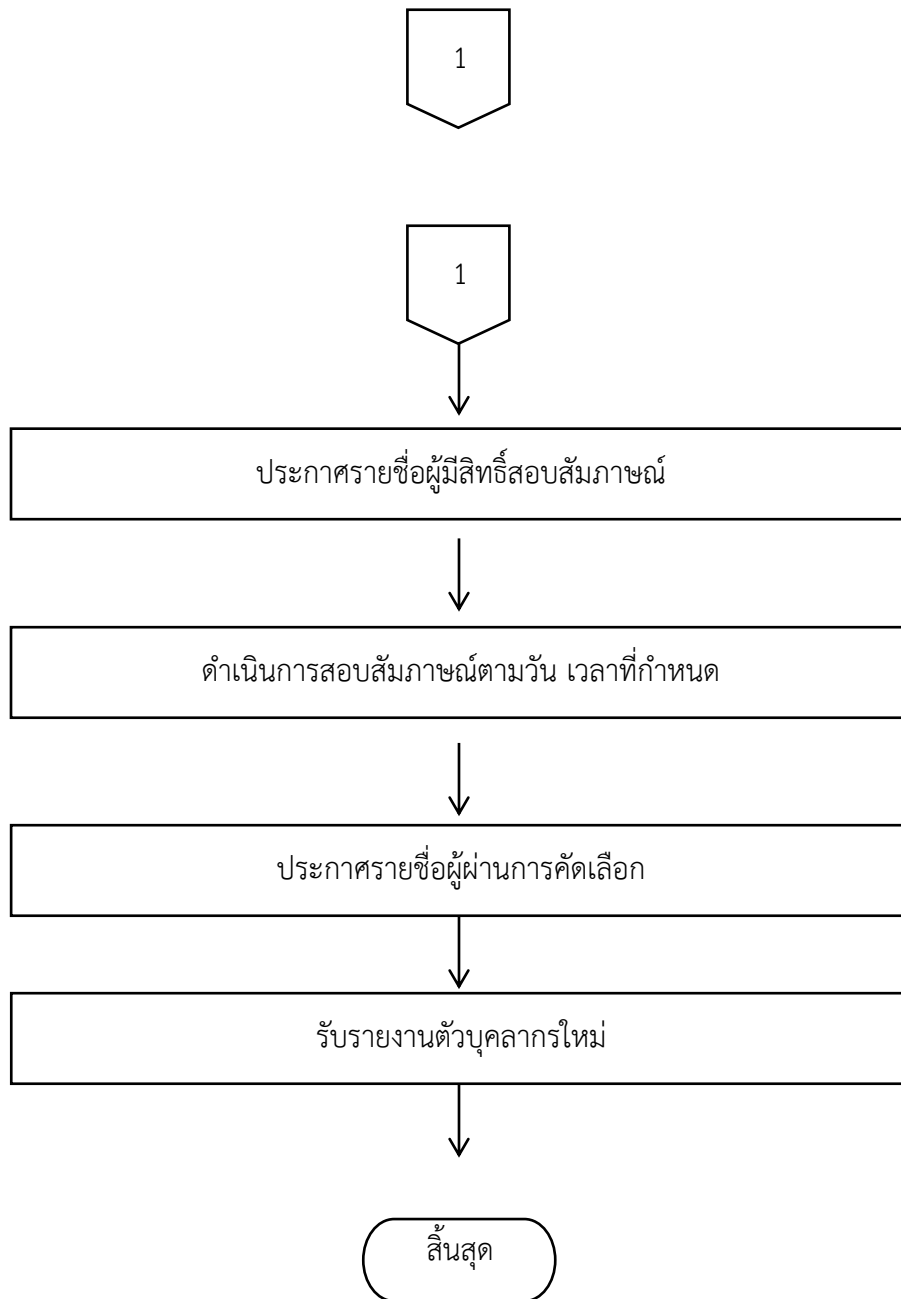 1
1
ประกาศรายชื่อผู้มีสิทธิ์สอบสัมภาษณ์
ดำเนินการสอบสัมภาษณ์ตามวัน เวลาที่กำหนด
ประกาศรายชื่อผู้ผ่านการคัดเลือก
รับรายงานตัวบุคลากรใหม่
สิ้นสุด